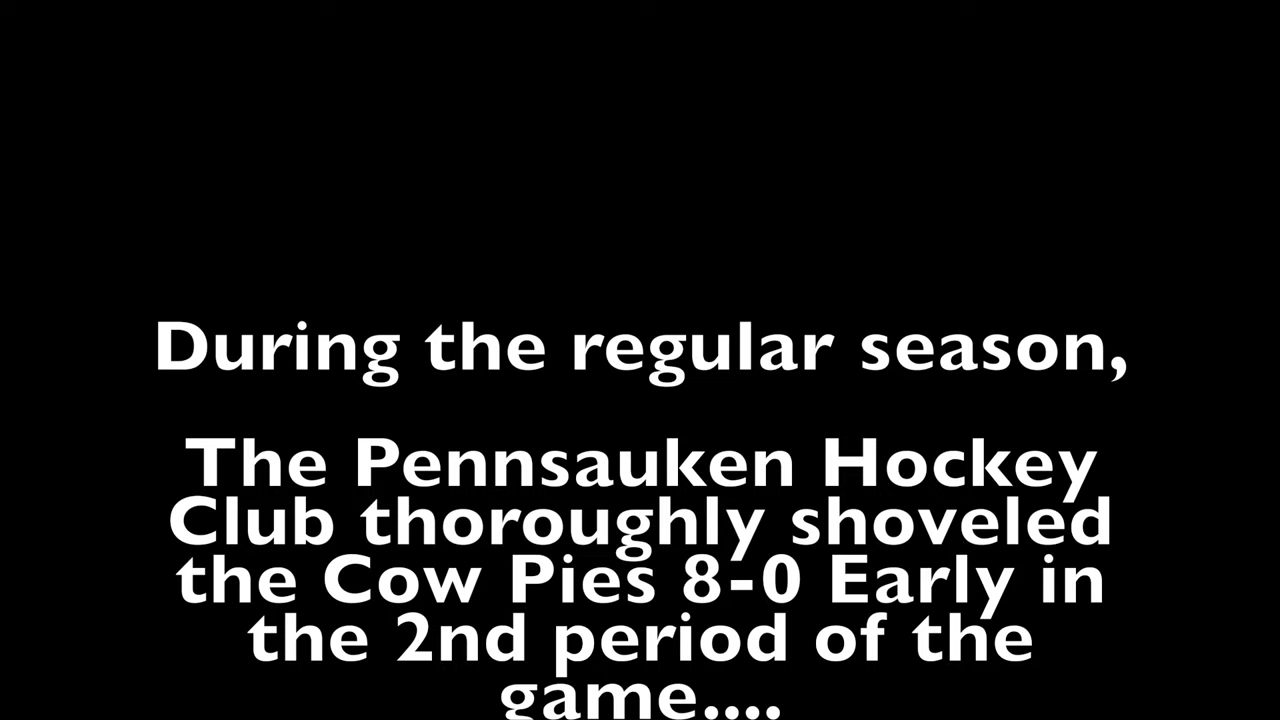 During the regular season,
The Pennsauken Hockey
Club thoroughly shoveled
the Cow Pies 8-0 Early in
the 2nd period of the
game....